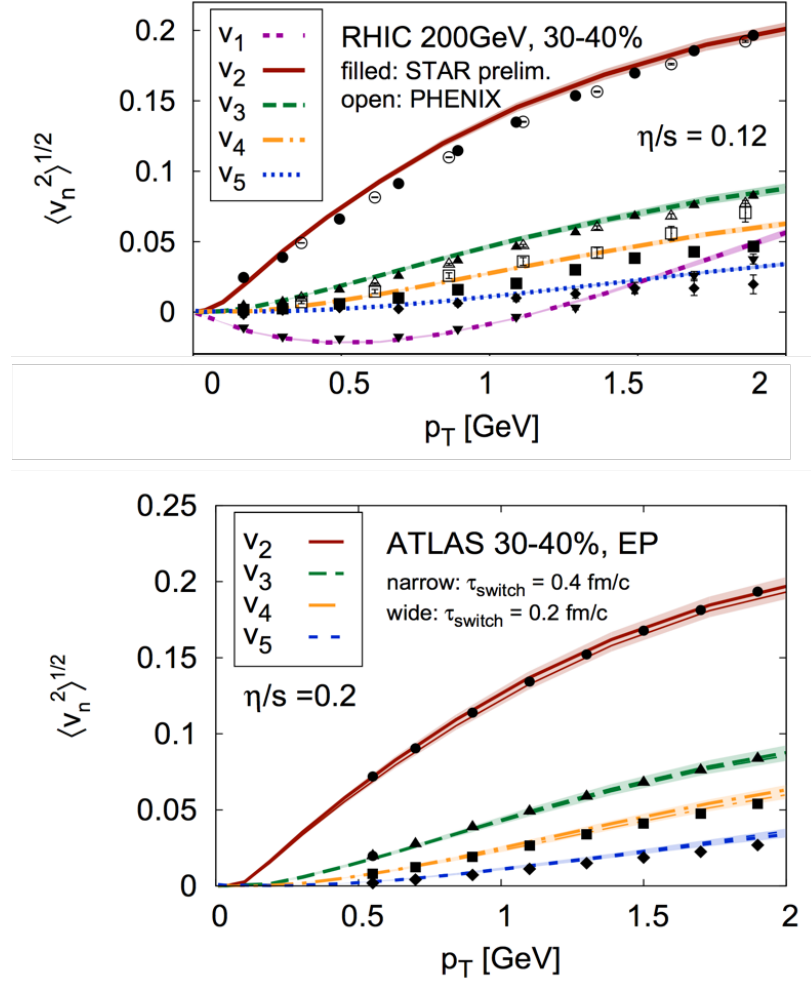 v1
v2
v3
v4
v5
RHIC 200GeV, 30-40%
filled: STAR prelim.
open: PHENIX
η/s = 0.12
⟨vn²⟩^1/2
0.2
0.15
0.1
0.05
0
0 0.5 1 1.5 2
pT [GeV]
v2
v3
v4
v5
ATLAS 30-40%, EP
narrow: τswitch = 0.4 fm/c
wide: τswitch = 0.2 fm/c
η/s =0.2
⟨vn²⟩^1/2
0.25
0.2
0.15
0.1
0.05
0
0 0.5 1 1.5 2
pT [GeV]